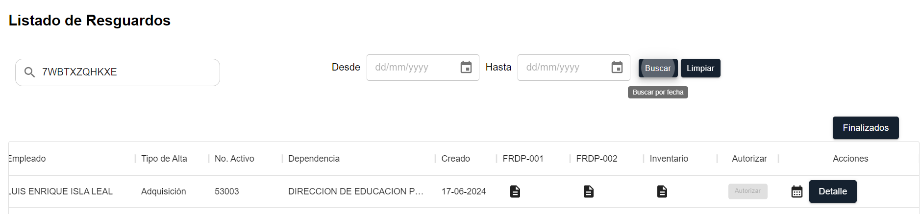 Listado de Resguardos
7WBTXZQHKXE
Desde dd/mm/yyyy Hasta dd/mm/yyyy Buscar Limpiar
Buscar por fecha
Finalizados
Empleado Tipo de Alta No. Activo Dependencia Creado FRDP-001 FRDP-002 Inventario Autorizar Acciones
LUIS ENRIQUE ISLA LEAL Adquisición 53003 DIRECCION DE EDUCACION P... 17-06-2024 Autorizar Detalle